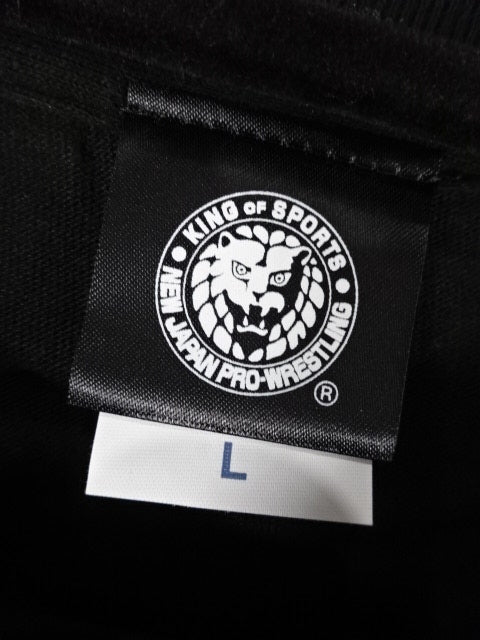 KING OF SPORTS
NEW JAPAN PRO-WRESTLING
®
L